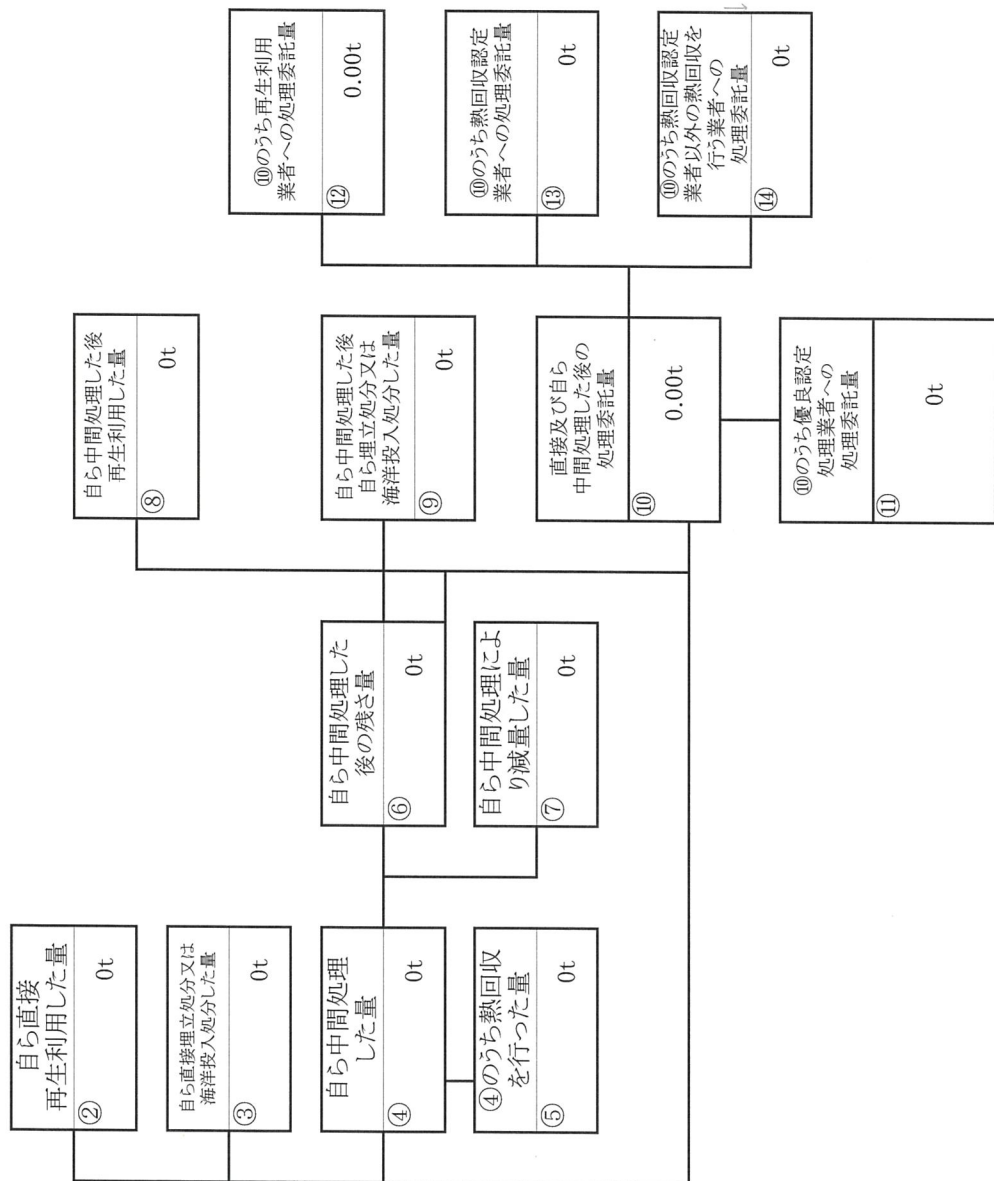 自ら直接
再生利用した量
②
0t
自ら直接埋立処分又は
海洋投入処分した量
③
0t
自ら中間処理
した量
④
0t
④のうち熱回収
を行った量
⑤
0t
自ら中間処理した
後の残さ量
⑥
0t
自ら中間処理によ
り減量した量
⑦
0t
自ら中間処理した後
再生利用した量
⑧
0t
自ら中間処理した後
自ら埋立処分又は
海洋投入処分した量
⑨
0t
直接及び自ら
中間処理した後の
処理委託量
⑩
0.00t
⑩のうち優良認定
処理業者への
処理委託量
⑪
0t
⑩のうち再生利用
業者への処理委託量
⑫
0.00t
⑩のうち熱回収認定
業者への処理委託量
⑬
0t
⑩のうち熱回収認定
業者以外の熱回収を
行う業者への
処理委託量
⑭
0t